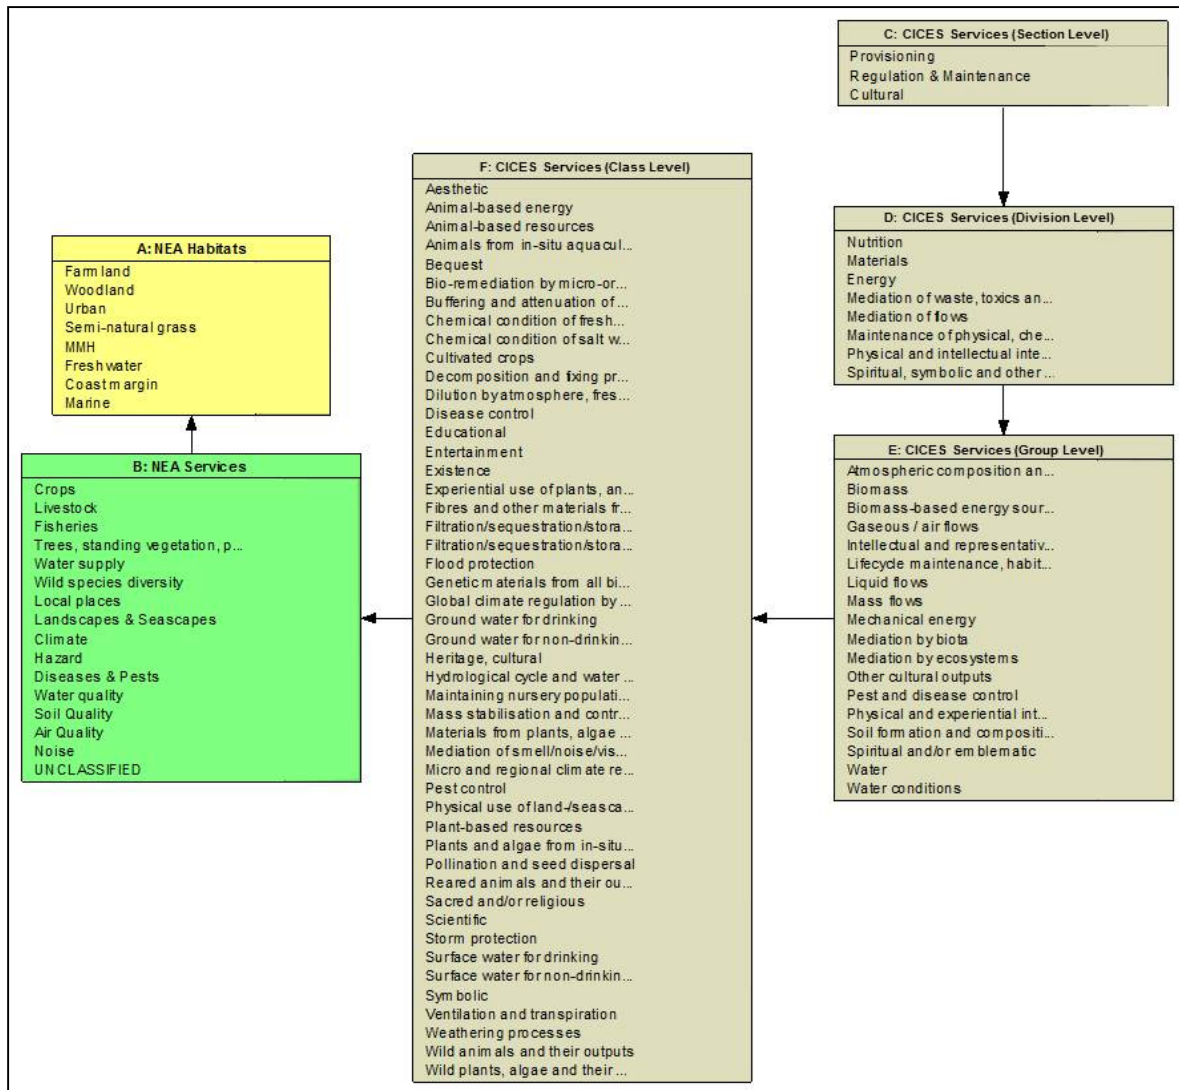 C: CICES Services (Section Level)
Provisioning
Regulation & Maintenance
Cultural
D: CICES Services (Division Level)
Nutrition
Materials
Energy
Mediation of waste, toxics an...
Mediation of flows
Maintenance of physical, che...
Physical and intellectual inte...
Spiritual, symbolic and other ...
E: CICES Services (Group Level)
Atmospheric composition an...
Biomass
Biomass-based energy sour...
Gaseous / air flows
Intellectual and representativ...
Lifecycle maintenance, habit...
Liquid flows
Mass flows
Mechanical energy
Mediation by biota
Mediation by ecosystems
Other cultural outputs
Pest and disease control
Physical and experiential int...
Soil formation and compositi...
Spiritual and/or emblematic
Water
Water conditions
F: CICES Services (Class Level)
Aesthetic
Animal-based energy
Animal-based resources
Animals from in-situ aquacul...
Bequest
Bio-remediation by micro-or...
Buffering and attenuation of ...
Chemical condition of fresh...
Chemical condition of salt w...
Cultivated crops
Decomposition and fixing pr...
Dilution by atmosphere, fres...
Disease control
Educational
Entertainment
Existence
Experiential use of plants, an...
Fibres and other materials fr...
Filtration/sequestration/stora...
Filtration/sequestration/stora...
Flood protection
Genetic materials from all bi...
Global climate regulation by ...
Ground water for drinking
Ground water for non-drinkin...
Heritage, cultural
Hydrological cycle and water ...
Maintaining nursery populati...
Mass stabilisation and contr...
Materials from plants, algae ...
Mediation of smell/noise/vis...
Micro and regional climate re...
Pest control
Physical use of land-/seasca...
Plant-based resources
Plants and algae from in-situ...
Pollination and seed dispersal
Reared animals and their ou...
Sacred and/or religious
Scientific
Storm protection
Surface water for drinking
Surface water for non-drinkin...
Symbolic
Ventilation and transpiration
Weathering processes
Wild animals and their outputs
Wild plants, algae and their ...
A: NEA Habitats
Farmland
Woodland
Urban
Semi-natural grass
MMH
Freshwater
Coast margin
Marine
B: NEA Services
Crops
Livestock
Fisheries
Trees, standing vegetation, p...
Water supply
Wild species diversity
Local places
Landscapes & Seascapes
Climate
Hazard
Diseases & Pests
Water quality
Soil Quality
Air Quality
Noise
UNCLASSIFIED